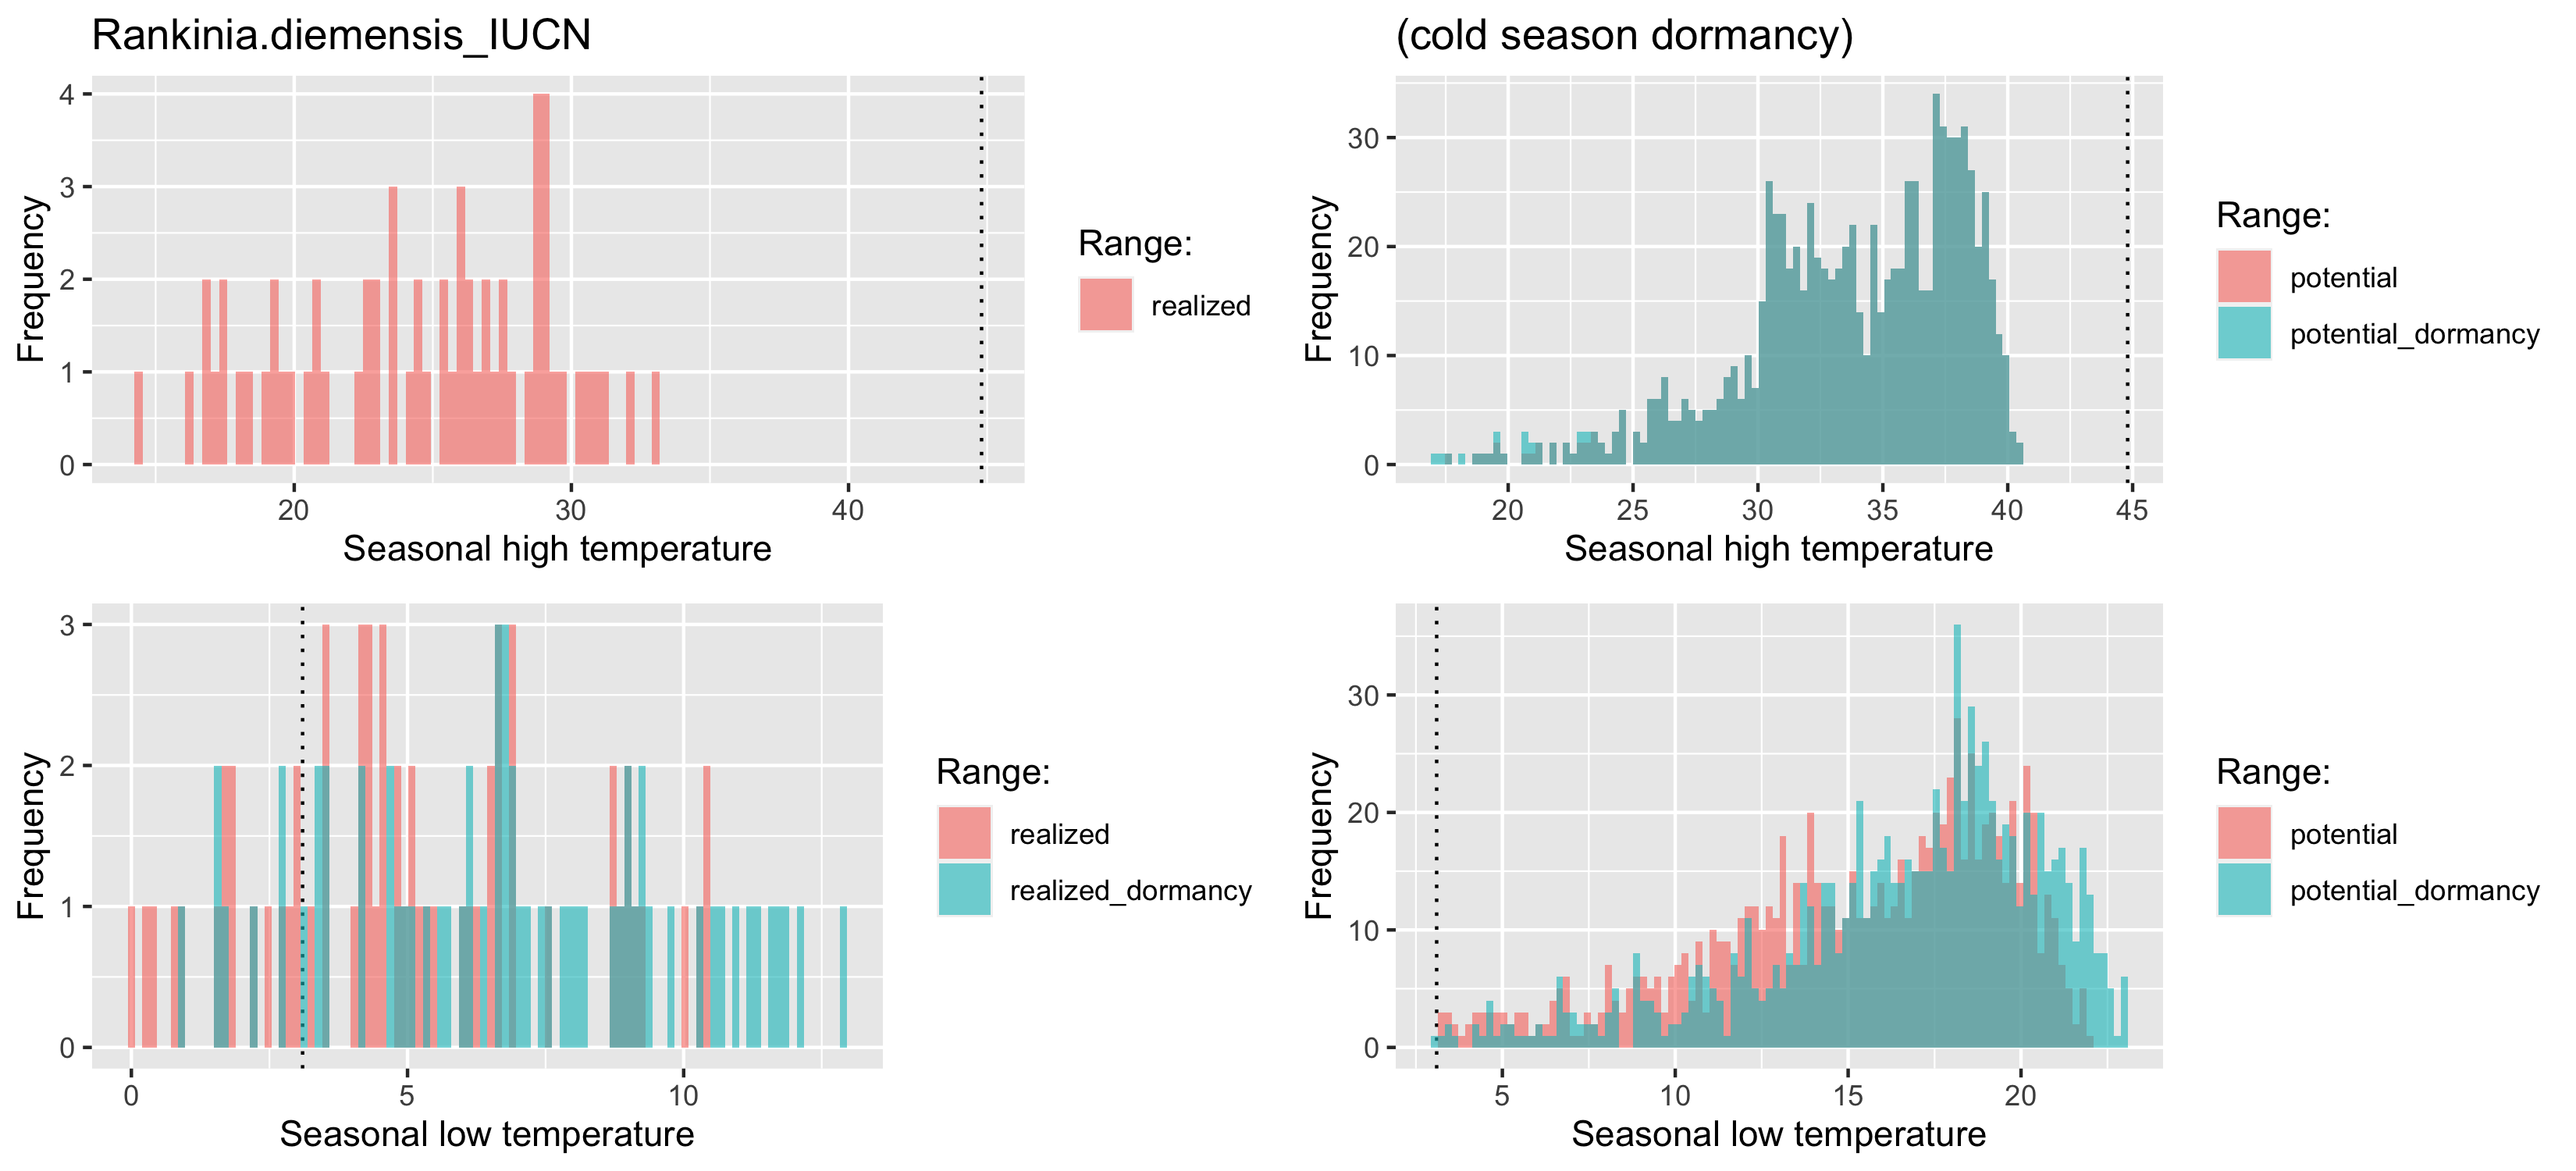 Rankinia.diemensis_IUCN
Frequency
4
3
2
1
0
20
30
40
Seasonal high temperature
Range:
realized
(cold season dormancy)
Frequency
30
20
10
0
20
25
30
35
40
45
Seasonal high temperature
Range:
potential
potential_dormancy
Frequency
3
2
1
0
0
5
10
Seasonal low temperature
Range:
realized
realized_dormancy
Frequency
30
20
10
0
5
10
15
20
Seasonal low temperature
Range:
potential
potential_dormancy